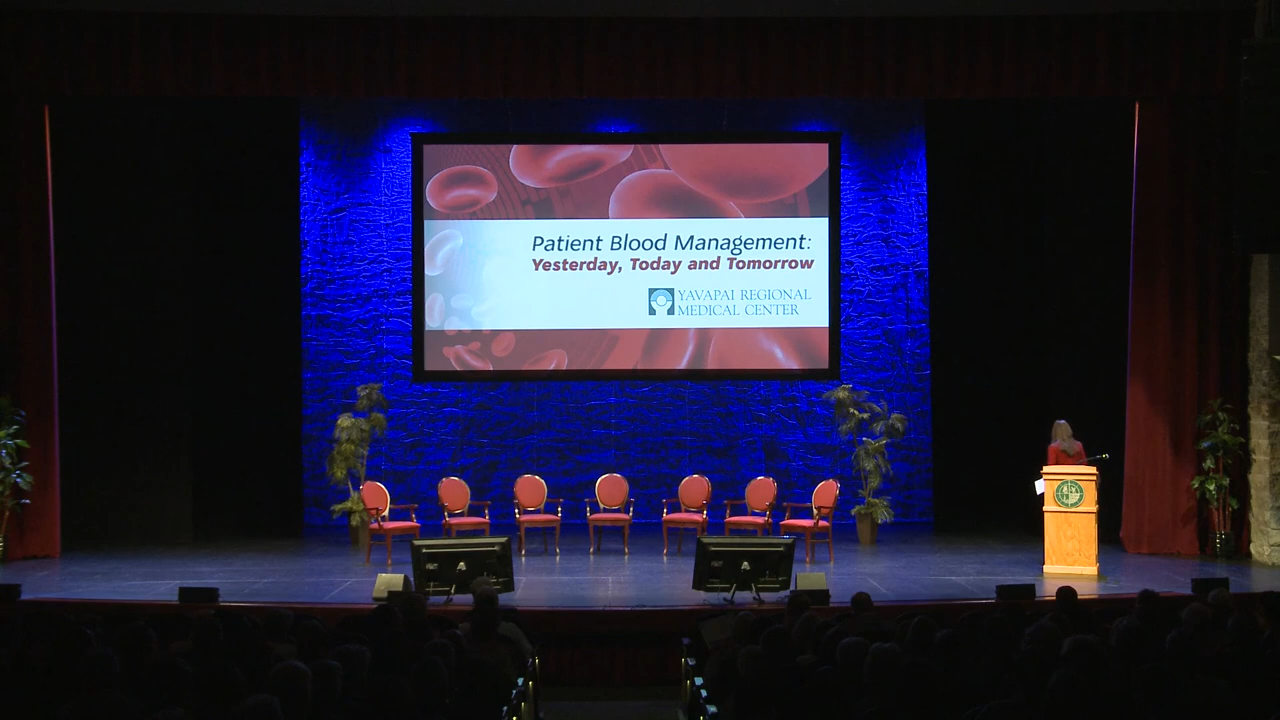 Patient Blood Management:
Yesterday, Today and Tomorrow
YAVAPAI REGIONAL
MEDICAL CENTER